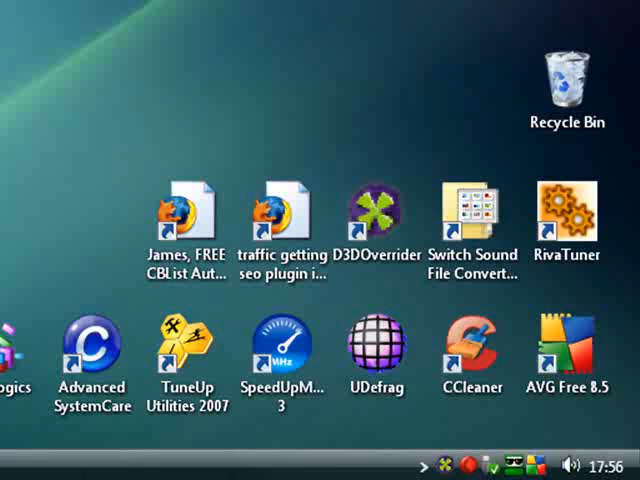 Recycle Bin
James, FREE
CBList Aut...
traffic getting
seo plugin i...
D3DOverrider
Switch Sound
File Convert...
RivaTuner
ogics
Advanced
SystemCare
TuneUp
Utilities 2007
SpeedUpM...
3
MHz
UDefrag
CCleaner
AVG Free 8.5
17:56